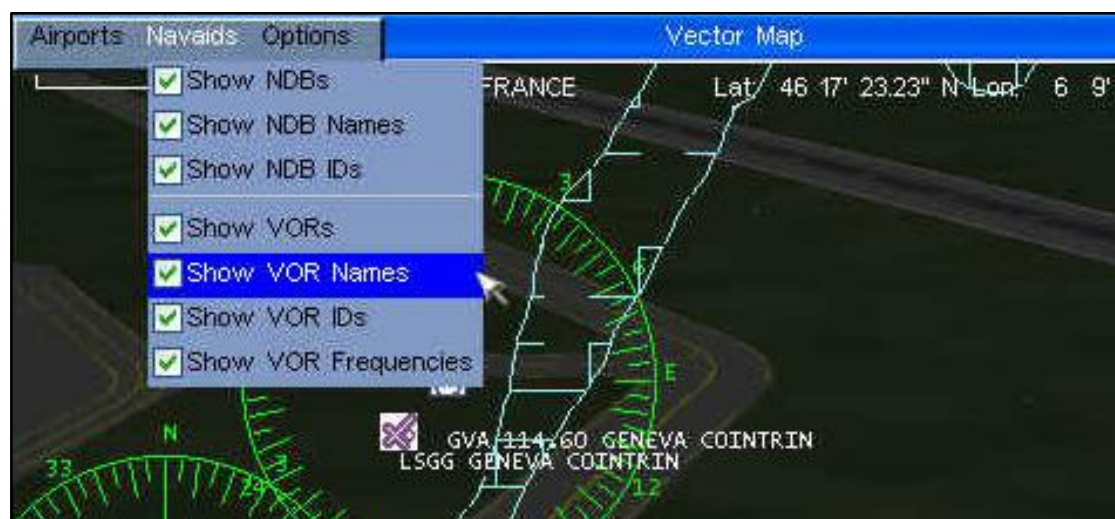 Airports Navaids Options Vector Map
FRANCE Lat/ 46 17' 23.23" N Lon: 6 9'
Show NDBs
Show NDB Names
Show NDB IDs
3
Show VORs
6
Show VOR Names
Show VOR IDs
Show VOR Frequencies
E
N
GVA 114.60 GENEVA COINTRIN
LSGG GENEVA COINTRIN
33 3
12